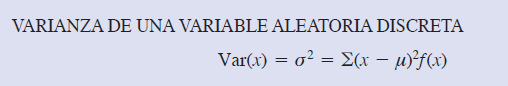 VARIANZA DE UNA VARIABLE ALEATORIA DISCRETA
Var(x) = σ² = Σ(x − μ)²f(x)